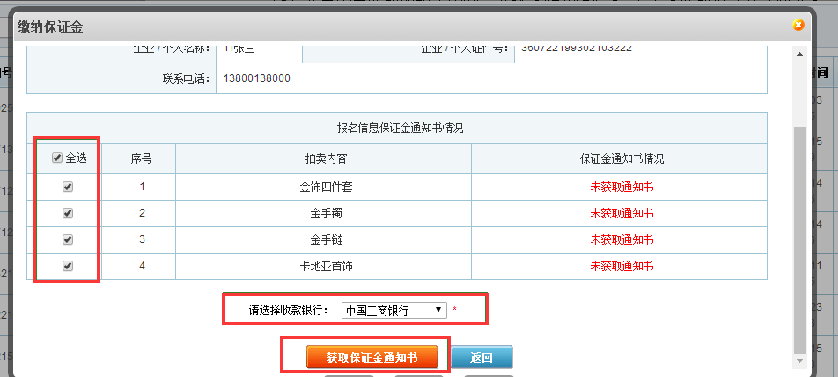 缴纳保证金
企业 / 个人名称： 丁张三 企业 / 个人证件号： 360722199302103222
联系电话： 13000130000
报名信息保证金通知书情况
全选 序号 拍卖内容 保证金通知书情况
1 金饰四件套 未获取通知书
2 金手镯 未获取通知书
3 金手链 未获取通知书
4 卡地亚首饰 未获取通知书
请选择收款银行： 中国工商银行 *
获取保证金通知书 返回